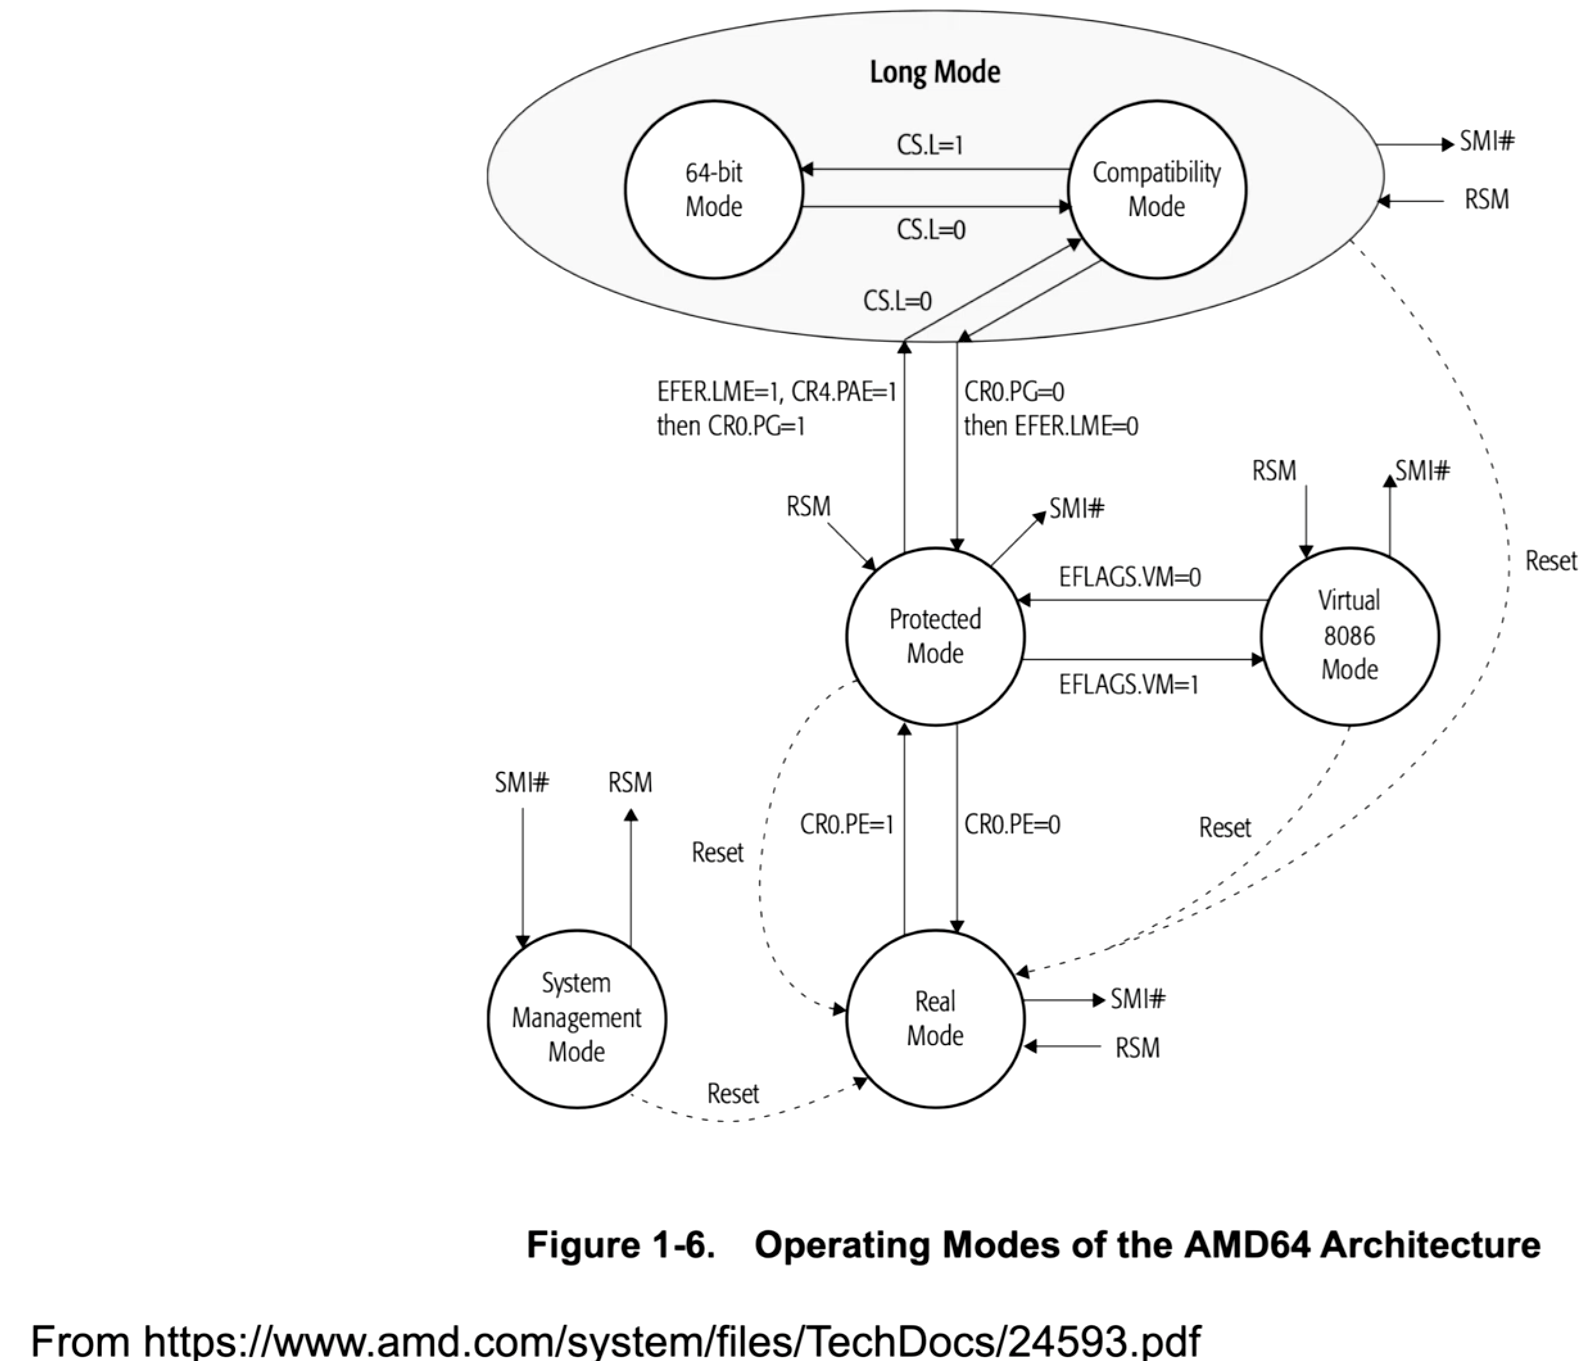 Long Mode
CS.L=1
64-bit
Mode
Compatibility
Mode
CS.L=0
CS.L=0
SMI#
RSM
EFER.LME=1, CR4.PAE=1
then CR0.PG=1
CR0.PG=0
then EFER.LME=0
RSM
SMI#
RSM
SMI#
Reset
EFLAGS.VM=0
Protected
Mode
Virtual
8086
Mode
EFLAGS.VM=1
SMI#
RSM
Reset
CR0.PE=1
CR0.PE=0
Reset
System
Management
Mode
Real
Mode
SMI#
RSM
Reset
Figure 1-6. Operating Modes of the AMD64 Architecture
From https://www.amd.com/system/files/TechDocs/24593.pdf